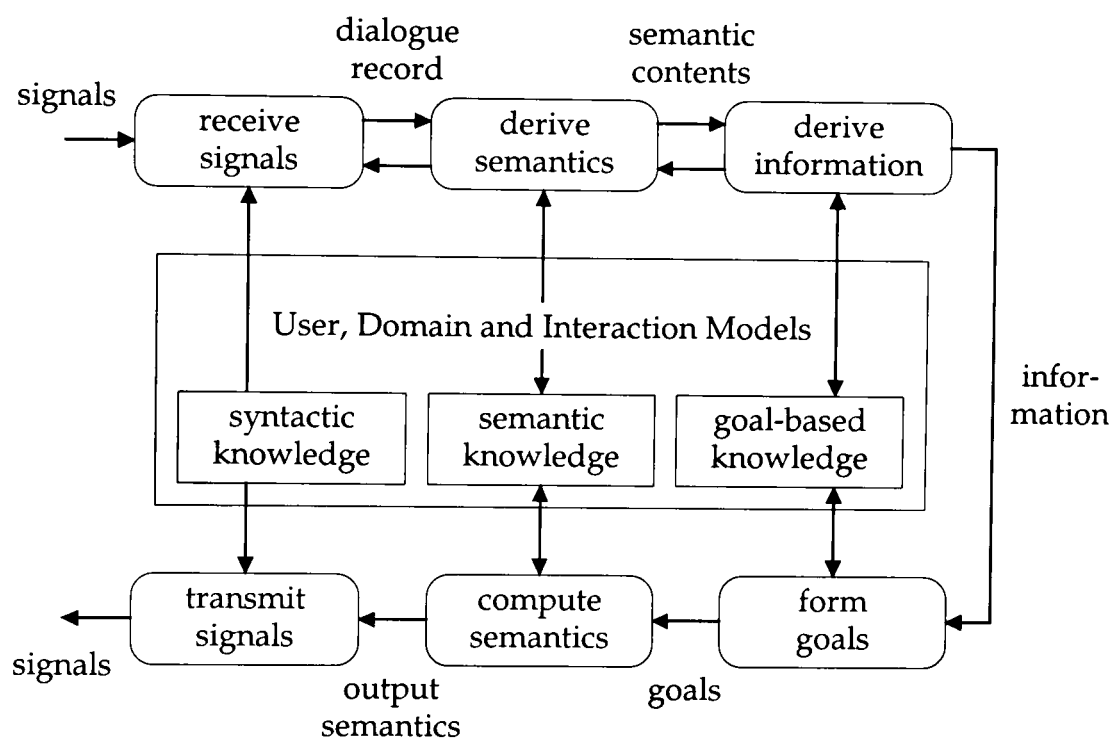 dialogue
record
semantic
contents
signals
receive
signals
derive
semantics
derive
information
User, Domain and Interaction Models
infor-
mation
syntactic
knowledge
semantic
knowledge
goal-based
knowledge
transmit
signals
compute
semantics
form
goals
signals
output
semantics
goals